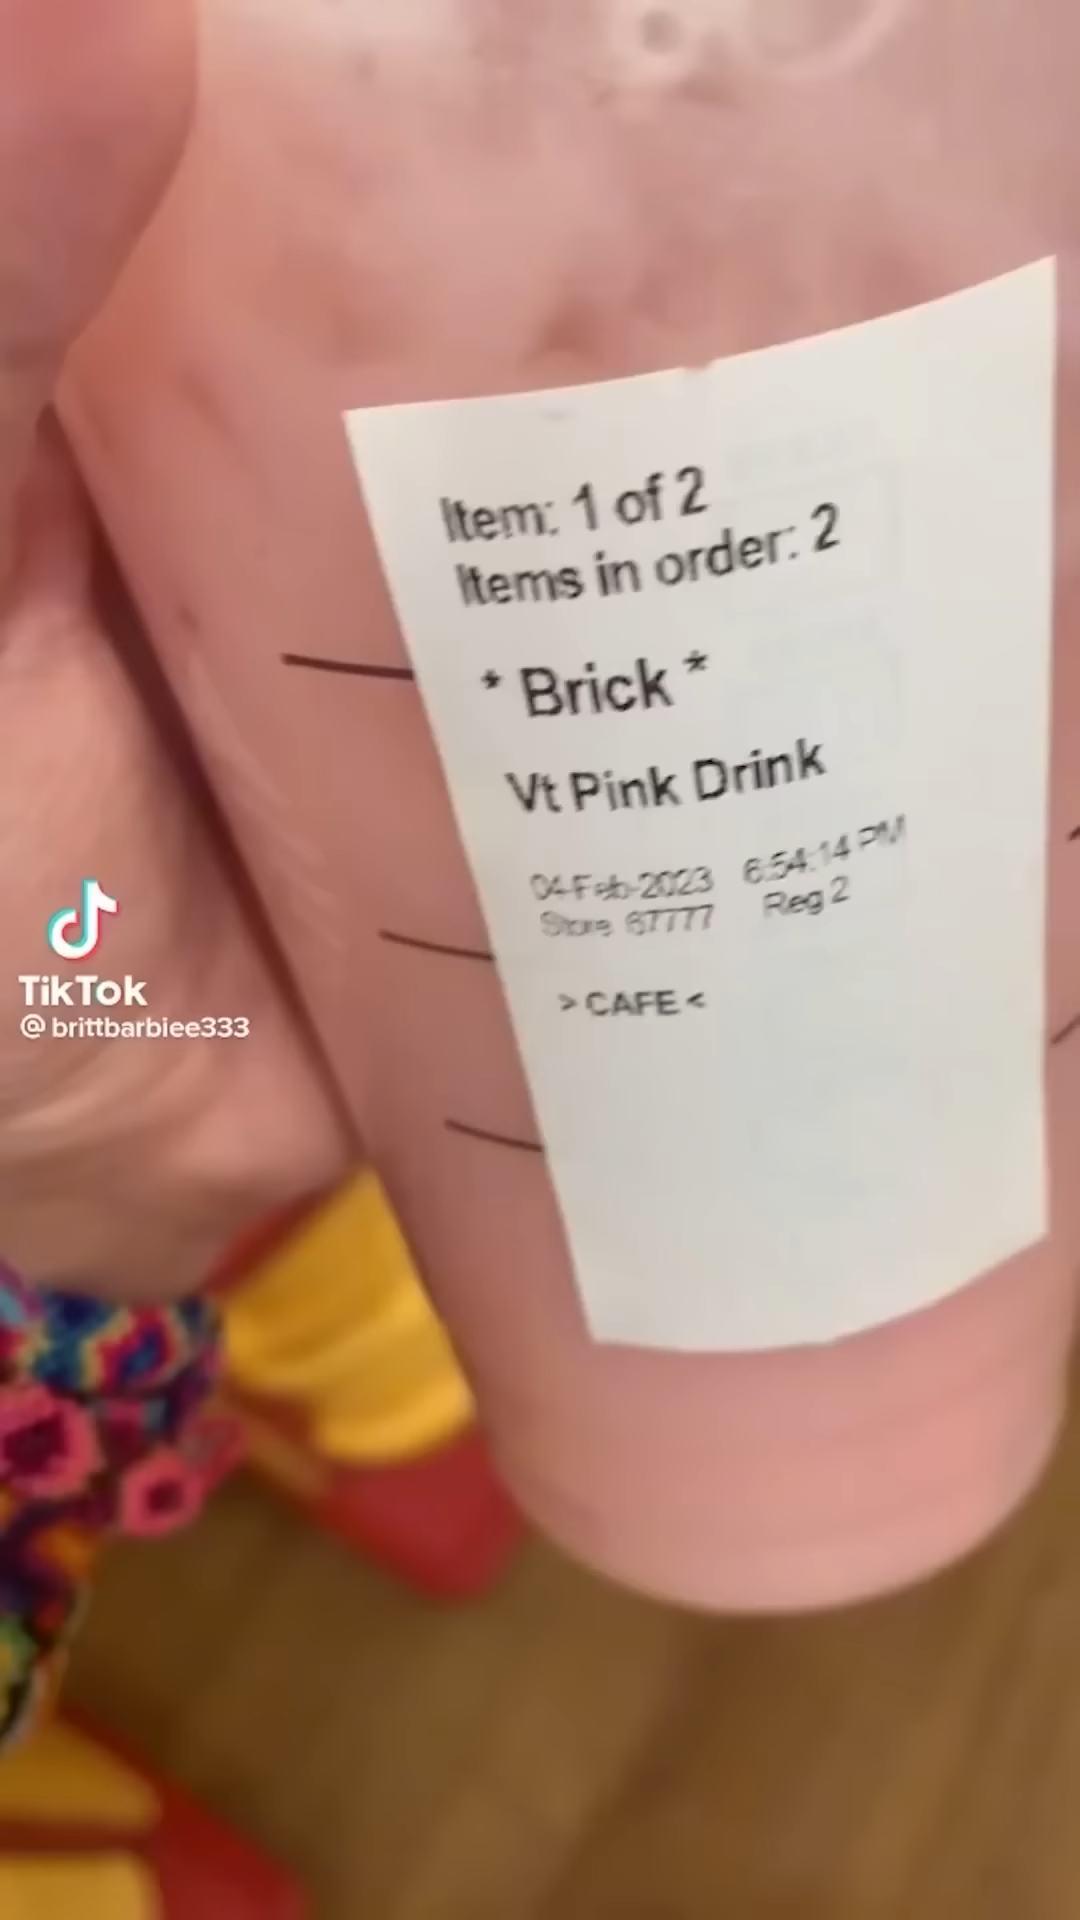 Item: 1 of 2
Items in order: 2
* Brick *
Vt Pink Drink
04-Feb-2023 6:54:14 PM
Store 67777 Reg 2
> CAFE <
TikTok
@ brittbarbiee333